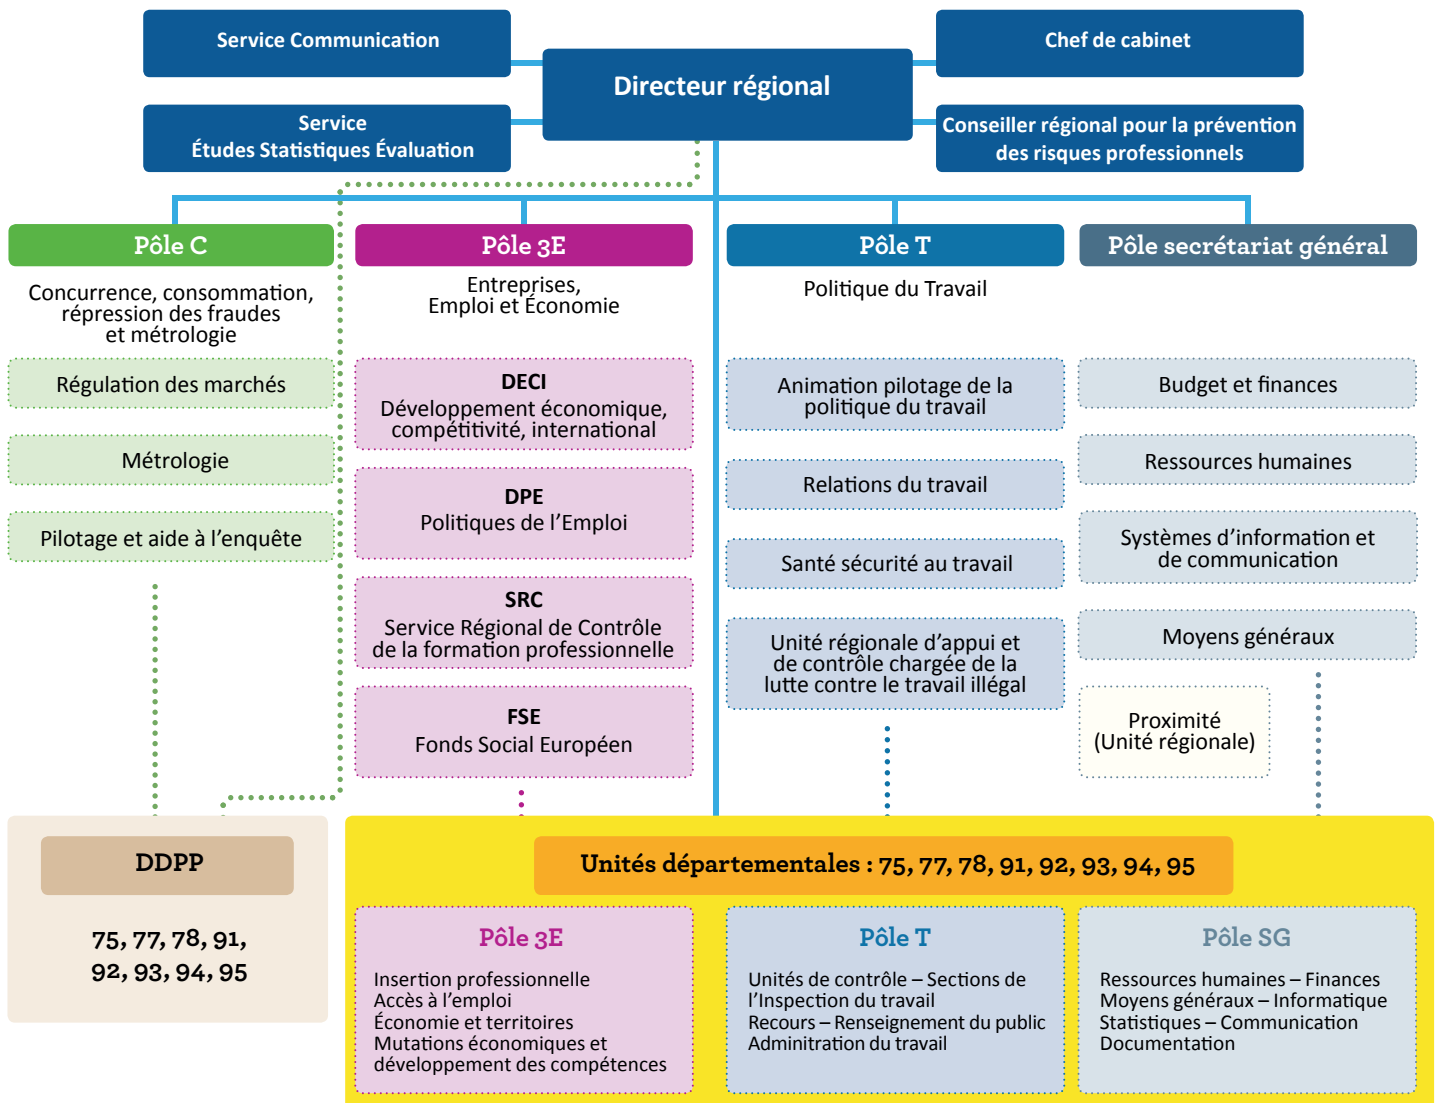 Service Communication
Chef de cabinet
Directeur régional
Service
Études Statistiques Évaluation
Conseiller régional pour la prévention
des risques professionnels
Pôle C
Concurrence, consommation,
répression des fraudes
et métrologie
Régulation des marchés
Métrologie
Pilotage et aide à l'enquête
Pôle 3E
Entreprises,
Emploi et Économie
DECI
Développement économique,
compétitivité, international
DPE
Politiques de l'Emploi
SRC
Service Régional de Contrôle
de la formation professionnelle
FSE
Fonds Social Européen
Pôle T
Politique du Travail
Animation pilotage de la
politique du travail
Relations du travail
Santé sécurité au travail
Unité régionale d'appui et
de contrôle chargée de la
lutte contre le travail illégal
Pôle secrétariat général
Budget et finances
Ressources humaines
Systèmes d'information et
de communication
Moyens généraux
Proximité
(Unité régionale)
DDPP
75, 77, 78, 91,
92, 93, 94, 95
Unités départementales : 75, 77, 78, 91, 92, 93, 94, 95
Pôle 3E
Insertion professionnelle
Accès à l'emploi
Économie et territoires
Mutations économiques et
développement des compétences
Pôle T
Unités de contrôle – Sections de
l'Inspection du travail
Recours – Renseignement du public
Adminitration du travail
Pôle SG
Ressources humaines – Finances
Moyens généraux – Informatique
Statistiques – Communication
Documentation